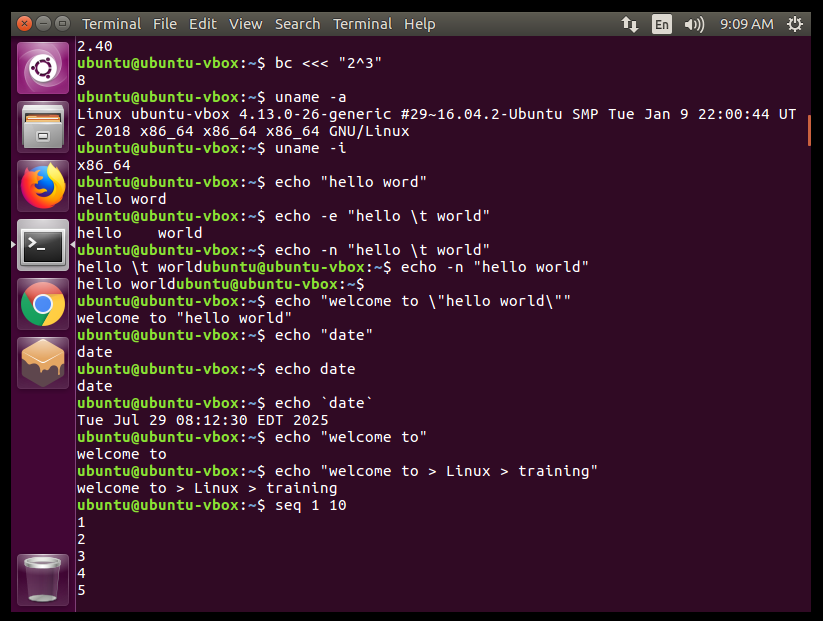 Terminal File Edit View Search Terminal Help En 9:09 AM
2.40
ubuntu@ubuntu-vbox:~$ bc <<< "2^3"
8
ubuntu@ubuntu-vbox:~$ uname -a
Linux ubuntu-vbox 4.13.0-26-generic #29~16.04.2-Ubuntu SMP Tue Jan 9 22:00:44 UT
C 2018 x86_64 x86_64 x86_64 GNU/Linux
ubuntu@ubuntu-vbox:~$ uname -i
x86_64
ubuntu@ubuntu-vbox:~$ echo "hello word"
hello word
ubuntu@ubuntu-vbox:~$ echo -e "hello \t world"
hello    world
ubuntu@ubuntu-vbox:~$ echo -n "hello \t world"
hello \t worldubuntu@ubuntu-vbox:~$ echo -n "hello world"
hello worldubuntu@ubuntu-vbox:~$
ubuntu@ubuntu-vbox:~$ echo "welcome to \"hello world\""
welcome to "hello world"
ubuntu@ubuntu-vbox:~$ echo "date"
date
ubuntu@ubuntu-vbox:~$ echo date
date
ubuntu@ubuntu-vbox:~$ echo `date`
Tue Jul 29 08:12:30 EDT 2025
ubuntu@ubuntu-vbox:~$ echo "welcome to"
welcome to
ubuntu@ubuntu-vbox:~$ echo "welcome to > Linux > training"
welcome to > Linux > training
ubuntu@ubuntu-vbox:~$ seq 1 10
1
2
3
4
5